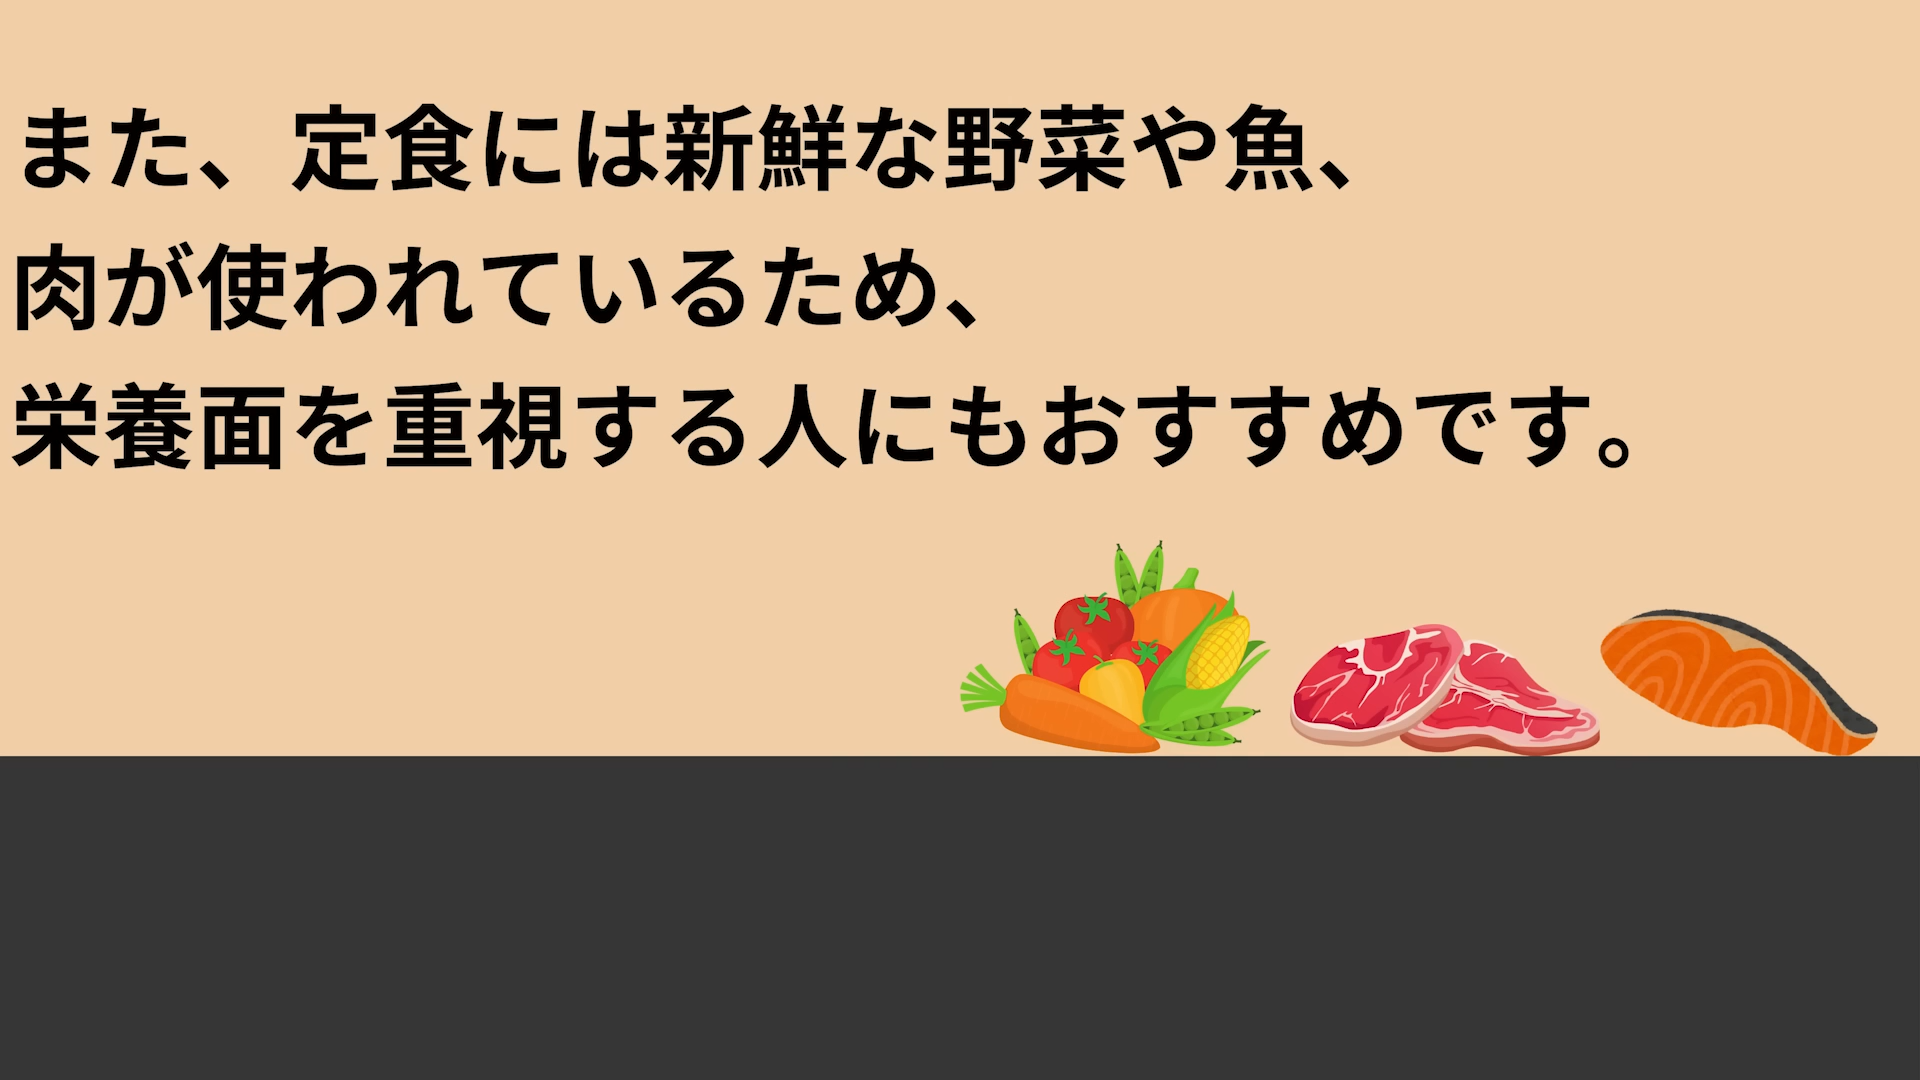 また、定食には新鮮な野菜や魚、
肉が使われているため、
栄養面を重視する人にもおすすめです。